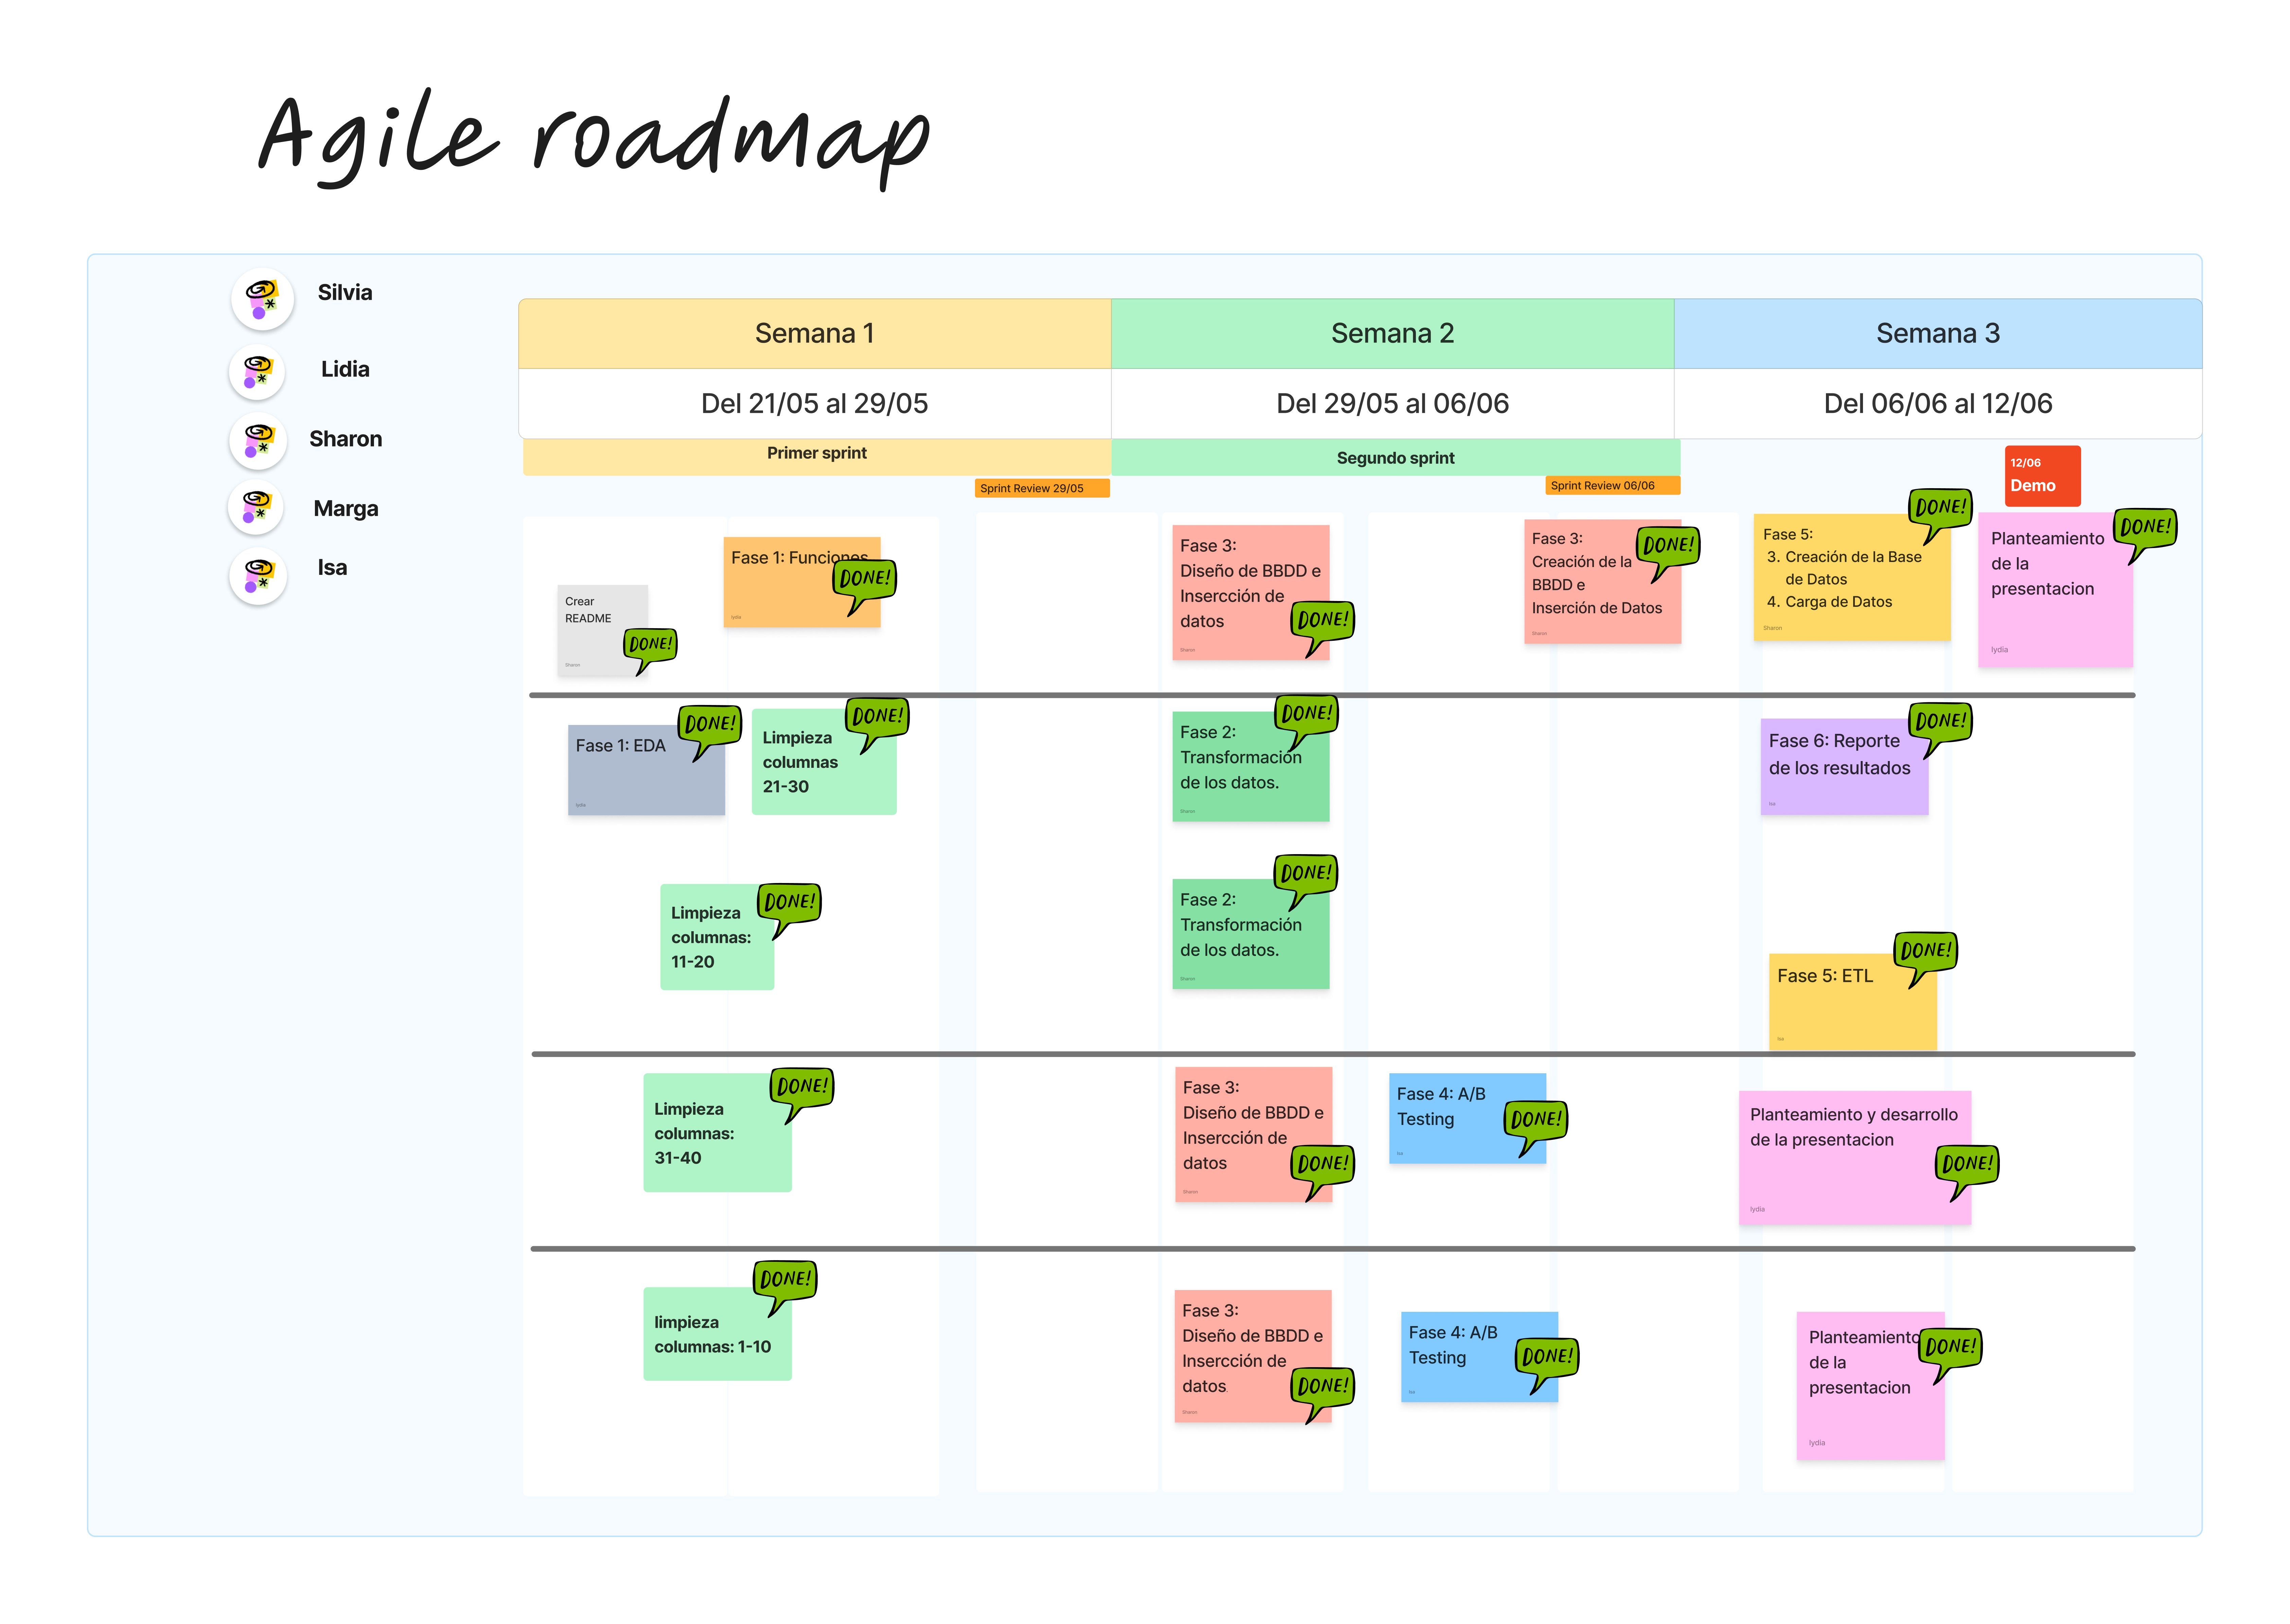 Agile roadmap
Silvia
Lidia
Sharon
Marga
Isa
Semana 1
Semana 2
Semana 3
Del 21/05 al 29/05
Del 29/05 al 06/06
Del 06/06 al 12/06
Primer sprint
Segundo sprint
Sprint Review 29/05
Sprint Review 06/06
12/06
Demo
Crear
README
Sharon
DONE!
Fase 1: Funciones
lydia
DONE!
Fase 3:
Diseño de BBDD e
Insercción de
datos
Sharon
DONE!
Fase 3:
Creación de la
BBDD e
Inserción de Datos
Sharon
DONE!
Fase 5:
3. Creación de la Base
de Datos
4. Carga de Datos
Sharon
DONE!
Planteamiento
de la
presentacion
lydia
DONE!
Fase 1: EDA
lydia
DONE!
Limpieza
columnas
21-30
DONE!
Fase 2:
Transformación
de los datos.
Sharon
DONE!
Fase 6: Reporte
de los resultados
Isa
DONE!
Limpieza
columnas:
11-20
DONE!
Fase 2:
Transformación
de los datos.
Sharon
DONE!
Fase 5: ETL
Isa
DONE!
Limpieza
columnas:
31-40
DONE!
Fase 3:
Diseño de BBDD e
Insercción de
datos
Sharon
DONE!
Fase 4: A/B
Testing
Isa
DONE!
Planteamiento y desarrollo
de la presentacion
lydia
DONE!
limpieza
columnas: 1-10
DONE!
Fase 3:
Diseño de BBDD e
Insercción de
datos
Sharon
DONE!
Fase 4: A/B
Testing
Isa
DONE!
Planteamiento
de la
presentacion
lydia
DONE!